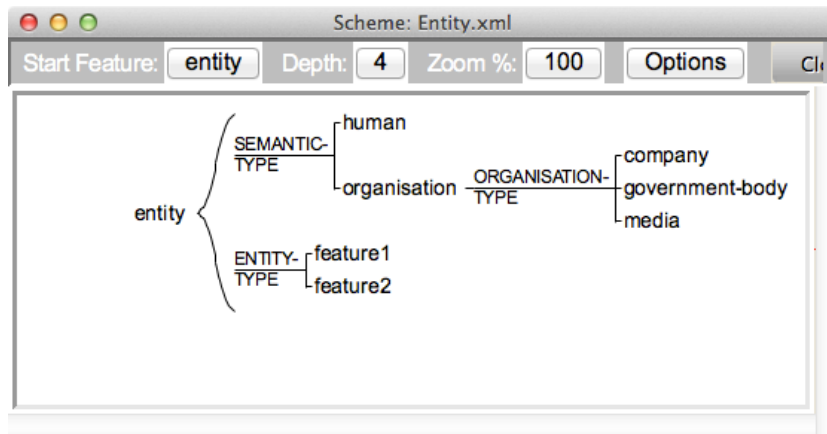 Scheme: Entity.xml
Start Feature: entity Depth: 4 Zoom %: 100 Options
human
SEMANTIC-
TYPE
company
organisation ORGANISATION-
TYPE
government-body
media
entity
feature1
ENTITY-
TYPE
feature2